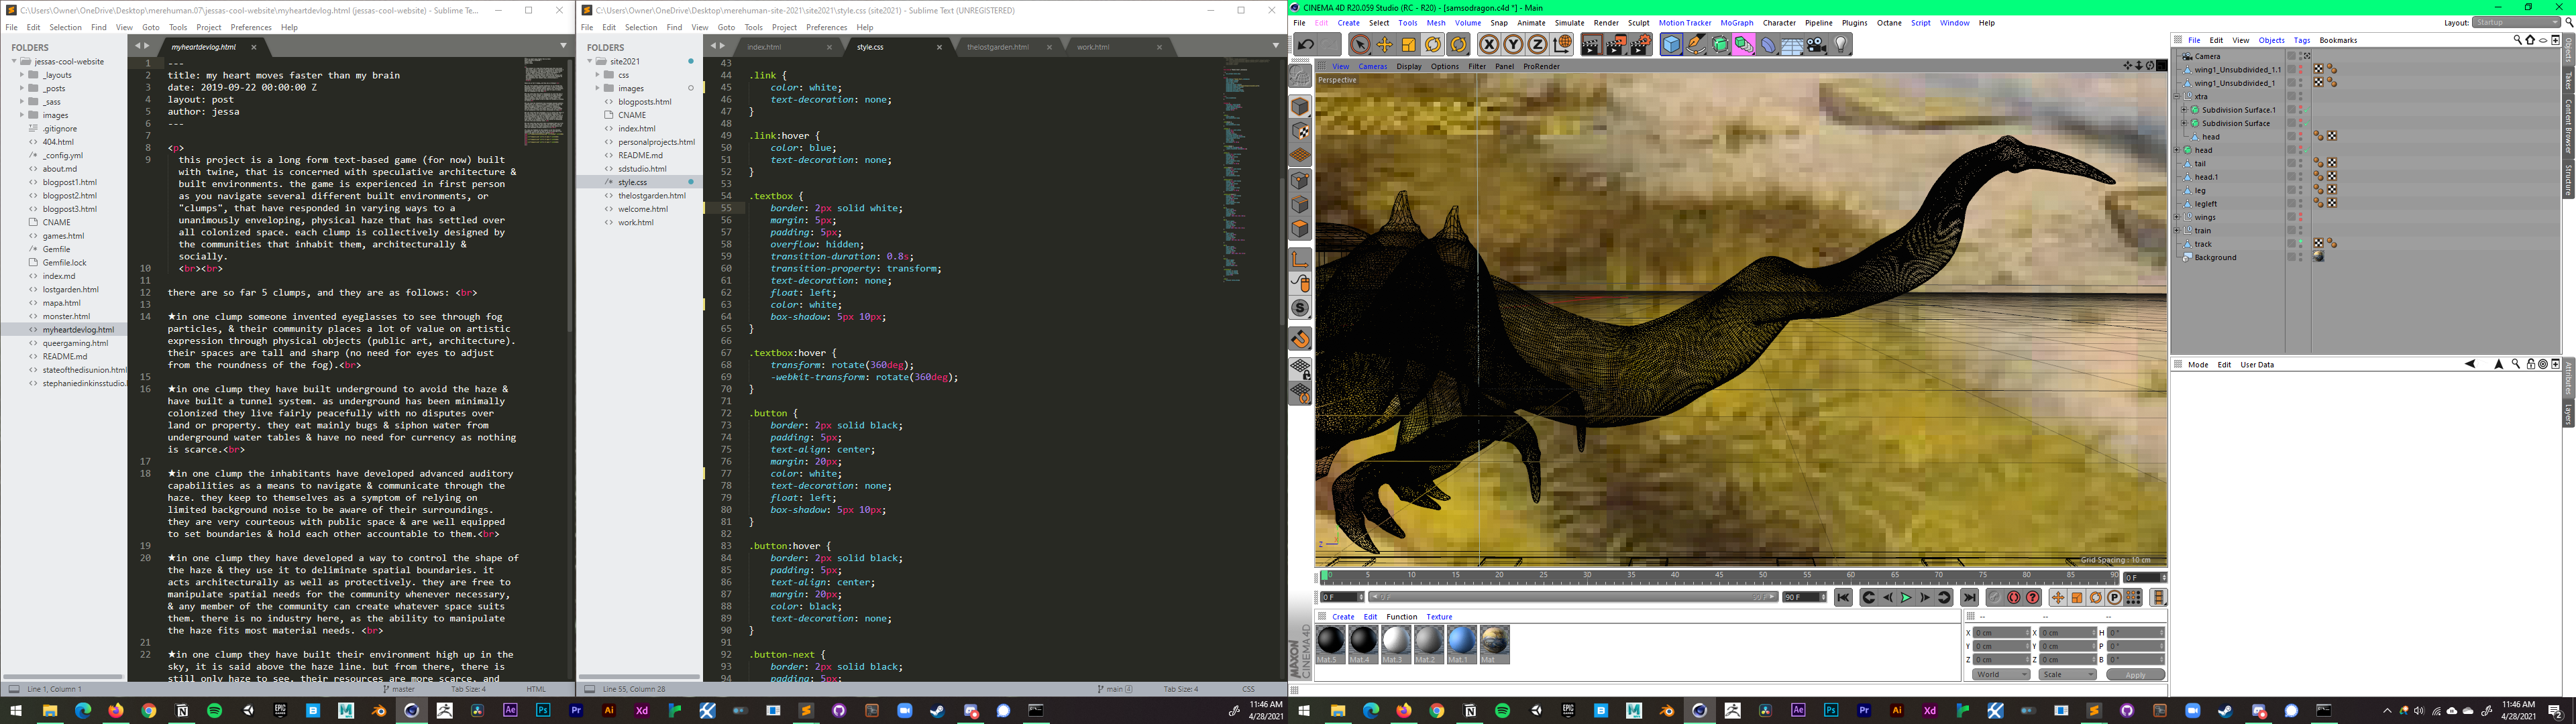 C:\Users\Owner\OneDrive\Desktop\merehuman.07\jessas-cool-website\myheartdevlog.html (jessas-cool-website) - Sublime Tex...
File Edit Selection Find View Goto Tools Project Preferences Help
FOLDERS
jessas-cool-website
_layouts
_posts
_sass
images
.gitignore
404.html
_config.yml
about.md
blogpost1.html
blogpost2.html
blogpost3.html
CNAME
games.html
Gemfile
Gemfile.lock
index.md
lostgarden.html
mapa.html
monster.html
myheartdevlog.html
queergaming.html
README.md
stateofthedisunion.html
stephaniedinkinsstudio.l
myheartdevlog.html
1 ---
2 title: my heart moves faster than my brain
3 date: 2019-09-22 00:00:00 Z
4 layout: post
5 author: jessa
6 ---
7
8 <p>
9 this project is a long form text-based game (for now) built
with twine, that is concerned with speculative architecture &
built environments. the game is experienced in first person
as you navigate several different built environments, or
"clumps", that have responded in varying ways to a
unanimously enveloping, physical haze that has settled over
all colonized space. each clump is collectively designed by
the communities that inhabit them, architecturally &
socially.
10 <br><br>
11
12 there are so far 5 clumps, and they are as follows: <br>
13
14 ★in one clump someone invented eyeglasses to see through fog
particles, & their community places a lot of value on artistic
expression through physical objects (public art, architecture).
their spaces are tall and sharp (no need for eyes to adjust
from the roundness of the fog).<br>
15
16 ★in one clump they have built underground to avoid the haze &
have built a tunnel system. as underground has been minimally
colonized they live fairly peacefully with no disputes over
land or property. they eat mainly bugs & siphon water from
underground water tables & have no need for currency as nothing
is scarce.<br>
17
18 ★in one clump the inhabitants have developed advanced auditory
capabilities as a means to navigate & communicate through the
haze. they keep to themselves as a symptom of relying on
limited background noise to be aware of their surroundings.
they are very courteous with public space & are well equipped
to set boundaries & hold each other accountable to them.<br>
19
20 ★in one clump they have developed a way to control the shape of
the haze & they use it to deliminate spatial boundaries. it
acts architecturally as well as protectively. they are free to
manipulate spatial needs for the community whenever necessary,
& any member of the community can create whatever space suits
them. there is no industry here, as the ability to manipulate
the haze fits most material needs. <br>
21
22 ★in one clump they have built their environment high up in the
sky, it is said above the haze line. but from there, there is
still only haze to see. their resources are more scarce, and
Line 1, Column 1 master Tab Size: 4 HTML
C:\Users\Owner\OneDrive\Desktop\merehuman-site-2021\site2021\style.css (site2021) - Sublime Text (UNREGISTERED)
File Edit Selection Find View Goto Tools Project Preferences Help
FOLDERS
site2021
css
images
blogposts.html
CNAME
index.html
personalprojects.html
README.md
sdstudio.html
style.css
thelostgarden.html
welcome.html
work.html
index.html style.css thelostgarden.html work.html
43
44 .link {
45 color: white;
46 text-decoration: none;
47 }
48
49 .link:hover {
50 color: blue;
51 text-decoration: none;
52 }
53
54 .textbox {
55 border: 2px solid white;
56 margin: 5px;
57 padding: 5px;
58 overflow: hidden;
59 transition-duration: 0.8s;
60 transition-property: transform;
61 text-decoration: none;
62 float: left;
63 color: white;
64 box-shadow: 5px 10px;
65 }
66
67 .textbox:hover {
68 transform: rotate(360deg);
69 -webkit-transform: rotate(360deg);
70 }
71
72 .button {
73 border: 2px solid black;
74 padding: 5px;
75 text-align: center;
76 margin: 20px;
77 color: white;
78 text-decoration: none;
79 float: left;
80 box-shadow: 5px 10px;
81 }
82
83 .button:hover {
84 border: 2px solid black;
85 padding: 5px;
86 text-align: center;
87 margin: 20px;
88 color: black;
89 text-decoration: none;
90 }
91
92 .button-next {
93 border: 2px solid black;
94 padding: 5px;
Line 55, Column 28 main 4 Tab Size: 4 CSS
CINEMA 4D R20.059 Studio (RC - R20) - [samsodragon.c4d *] - Main
File Edit Create Select Tools Mesh Volume Snap Animate Simulate Render Sculpt Motion Tracker MoGraph Character Pipeline Plugins Octane Script Window Help
Layout: Startup
View Cameras Display Options Filter Panel ProRender
Perspective
Grid Spacing : 10 cm
0 5 10 15 20 25 30 35 40 45 50 55 60 65 70 75 80 85 90 0 F
0 F 90 F
Create Edit Function Texture
Mat.5 Mat.4 Mat.3 Mat.2 Mat.1 Mat
MAXON CINEMA 4D
-- -- --
X 0 cm X 0 cm H 0 °
Y 0 cm Y 0 cm P 0 °
Z 0 cm Z 0 cm B 0 °
World Scale Apply
File Edit View Objects Tags Bookmarks
Camera
wing1_Unsubdivided_1.1
wing1_Unsubdivided_1
xtra
Subdivision Surface.1
Subdivision Surface
head
head
tail
head.1
leg
legleft
wings
train
track
Background
Mode Edit User Data
Objects
Takes
Content Browser
Structure
Attributes
Layers
11:46 AM
4/28/2021
11:46 AM
4/28/2021